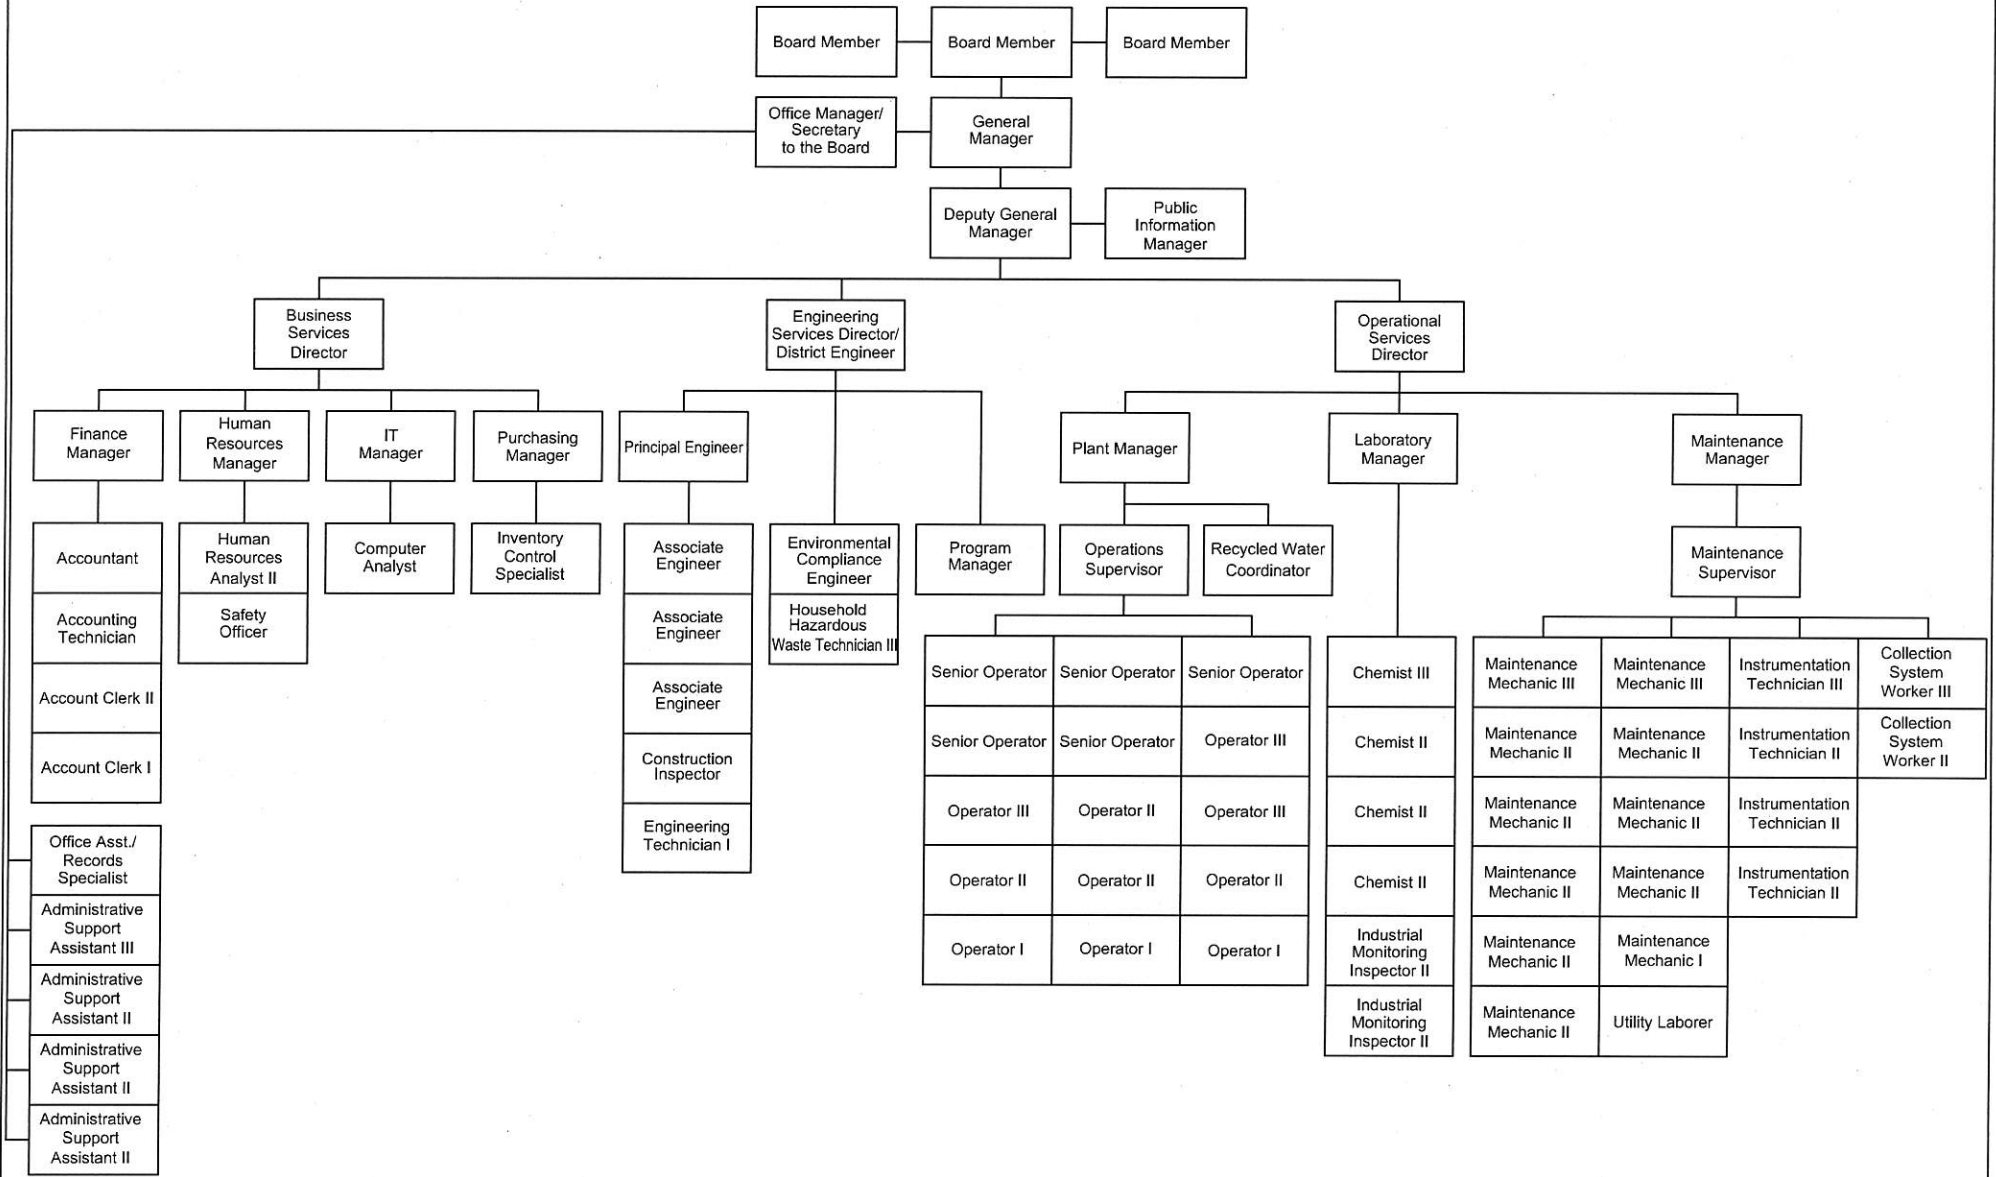 Board Member
Board Member
Board Member
Office Manager/
Secretary
to the Board
General
Manager
Deputy General
Manager
Public
Information
Manager
Business
Services
Director
Engineering
Services Director/
District Engineer
Operational
Services
Director
Finance
Manager
Human
Resources
Manager
IT
Manager
Purchasing
Manager
Principal Engineer
Plant Manager
Laboratory
Manager
Maintenance
Manager
Accountant
Accounting
Technician
Account Clerk II
Account Clerk I
Human
Resources
Analyst II
Safety
Officer
Computer
Analyst
Inventory
Control
Specialist
Associate
Engineer
Associate
Engineer
Associate
Engineer
Construction
Inspector
Engineering
Technician I
Environmental
Compliance
Engineer
Household
Hazardous
Waste Technician III
Program
Manager
Operations
Supervisor
Recycled Water
Coordinator
Maintenance
Supervisor
Senior Operator
Senior Operator
Senior Operator
Senior Operator
Senior Operator
Operator III
Operator III
Operator II
Operator III
Operator II
Operator II
Operator II
Operator I
Operator I
Operator I
Chemist III
Chemist II
Chemist II
Chemist II
Industrial
Monitoring
Inspector II
Industrial
Monitoring
Inspector II
Maintenance
Mechanic III
Maintenance
Mechanic III
Instrumentation
Technician III
Collection
System
Worker III
Maintenance
Mechanic II
Maintenance
Mechanic II
Instrumentation
Technician II
Collection
System
Worker II
Maintenance
Mechanic II
Maintenance
Mechanic II
Instrumentation
Technician II
Maintenance
Mechanic II
Maintenance
Mechanic II
Instrumentation
Technician II
Maintenance
Mechanic II
Maintenance
Mechanic I
Maintenance
Mechanic II
Utility Laborer
Office Asst./
Records
Specialist
Administrative
Support
Assistant III
Administrative
Support
Assistant II
Administrative
Support
Assistant II
Administrative
Support
Assistant II